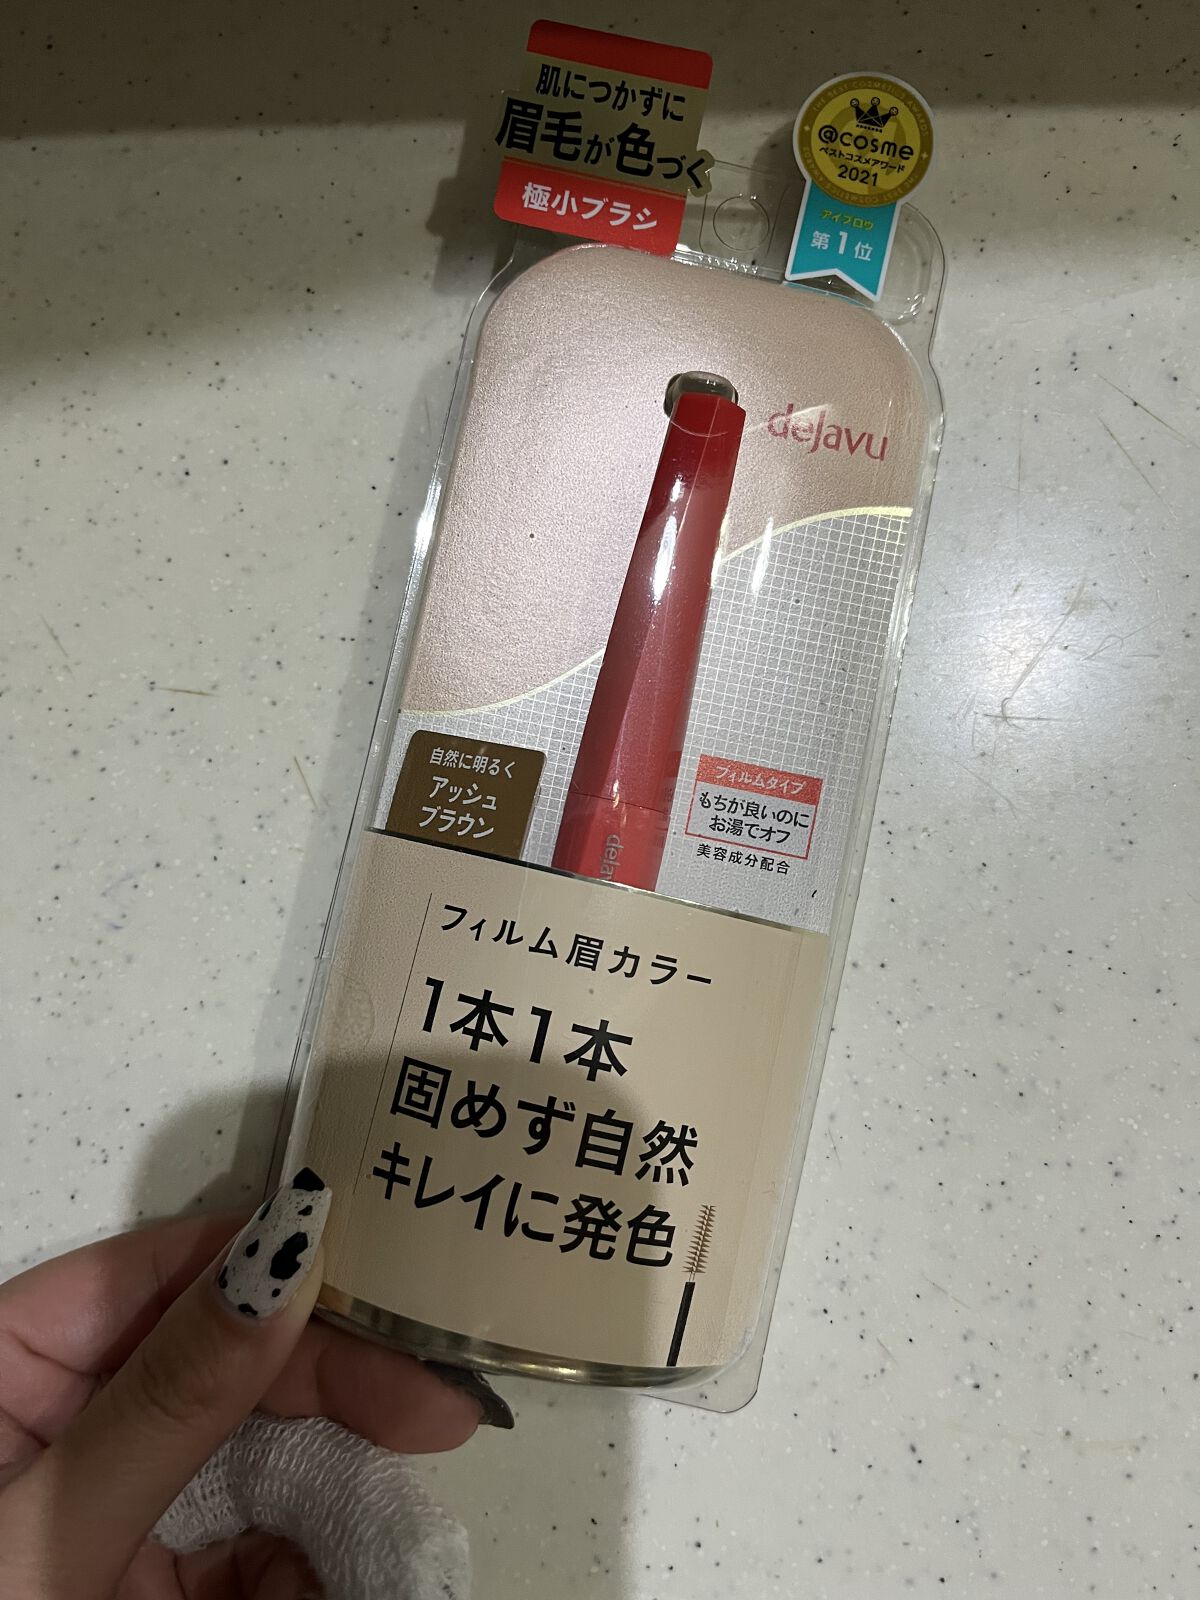 肌につかずに
眉毛が色づく
極小ブラシ
THE BEST COSMETICS AWARDS
@cosme
ベストコスメアワード
2021
アイブロウ
第1位
dejavu
自然に明るく
アッシュ
ブラウン
フィルムタイプ
もちが良いのに
お湯でオフ
美容成分配合
フィルム眉カラー
1本1本
固めず自然
キレイに発色